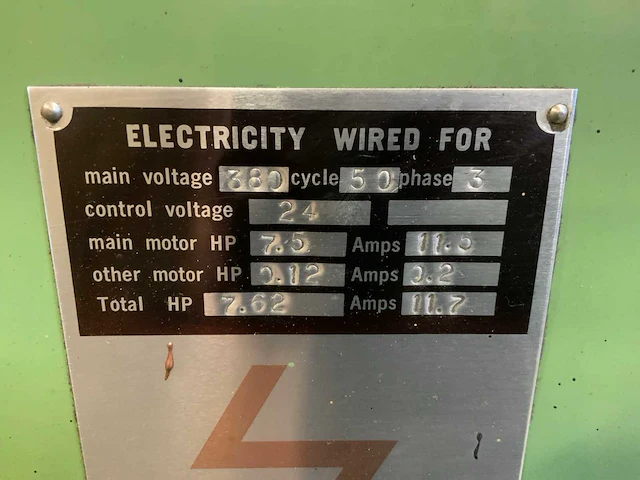 ELECTRICITY WIRED FOR
main voltage 380 cycle 50 phase 3
control voltage 24
main motor HP 7.5 Amps 11.5
other motor HP 0.12 Amps 0.2
Total HP 7.62 Amps 11.7